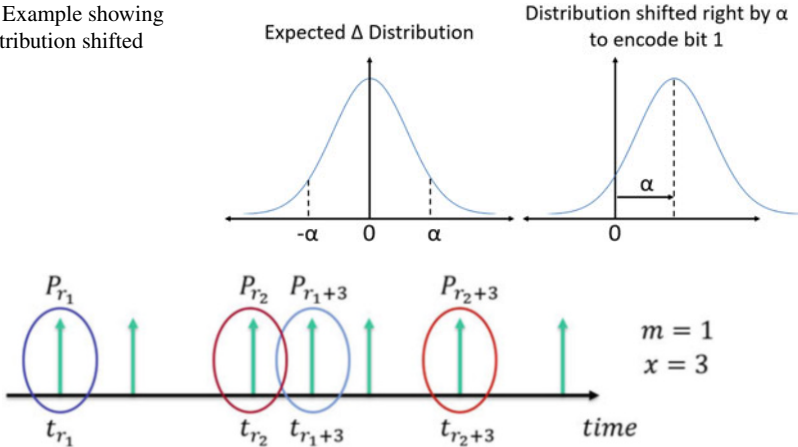 Example showing
tribution shifted
Expected Δ Distribution
-α 0 α
Distribution shifted right by α
to encode bit 1
α
0
P_{r_1} P_{r_2} P_{r_1+3} P_{r_2+3}
m = 1
x = 3
t_{r_1} t_{r_2} t_{r_1+3} t_{r_2+3} time